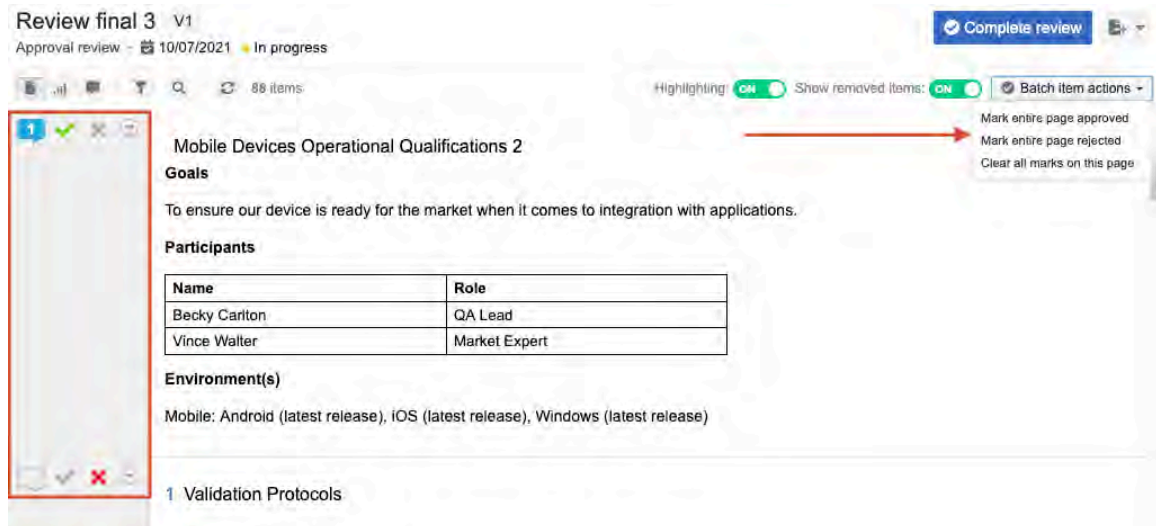 Review final 3 V1
Complete review
Approval review - 10/07/2021 In progress
88 items
Highlighting: ON Show removed items: ON Batch item actions
Mark entire page approved
Mark entire page rejected
Clear all marks on this page
1
Mobile Devices Operational Qualifications 2
Goals
To ensure our device is ready for the market when it comes to integration with applications.
Participants
Name Role
Becky Carlton QA Lead
Vince Walter Market Expert
Environment(s)
Mobile: Android (latest release), iOS (latest release), Windows (latest release)
1 Validation Protocols